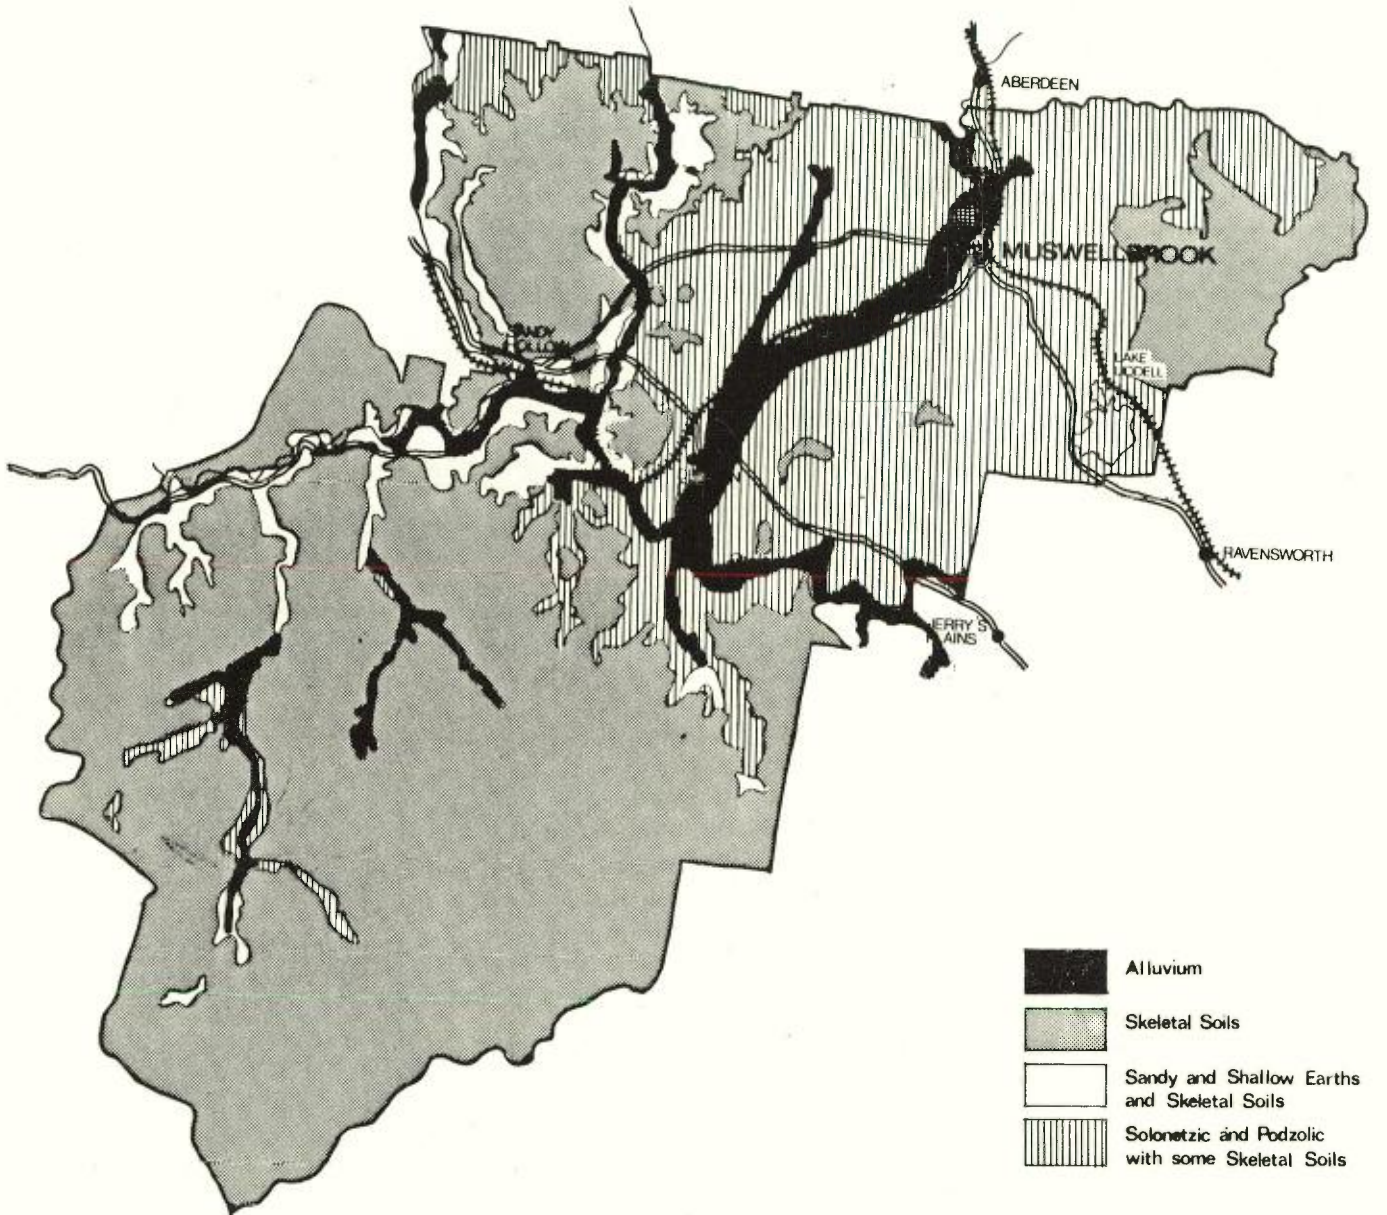 ABERDEEN
MUSWELLBROOK
LAKE
RAVENSWORTH
JERRY'S
Alluvium
Skeletal Soils
Sandy and Shallow Earths
and Skeletal Soils
Solonetzic and Podzolic
with some Skeletal Soils